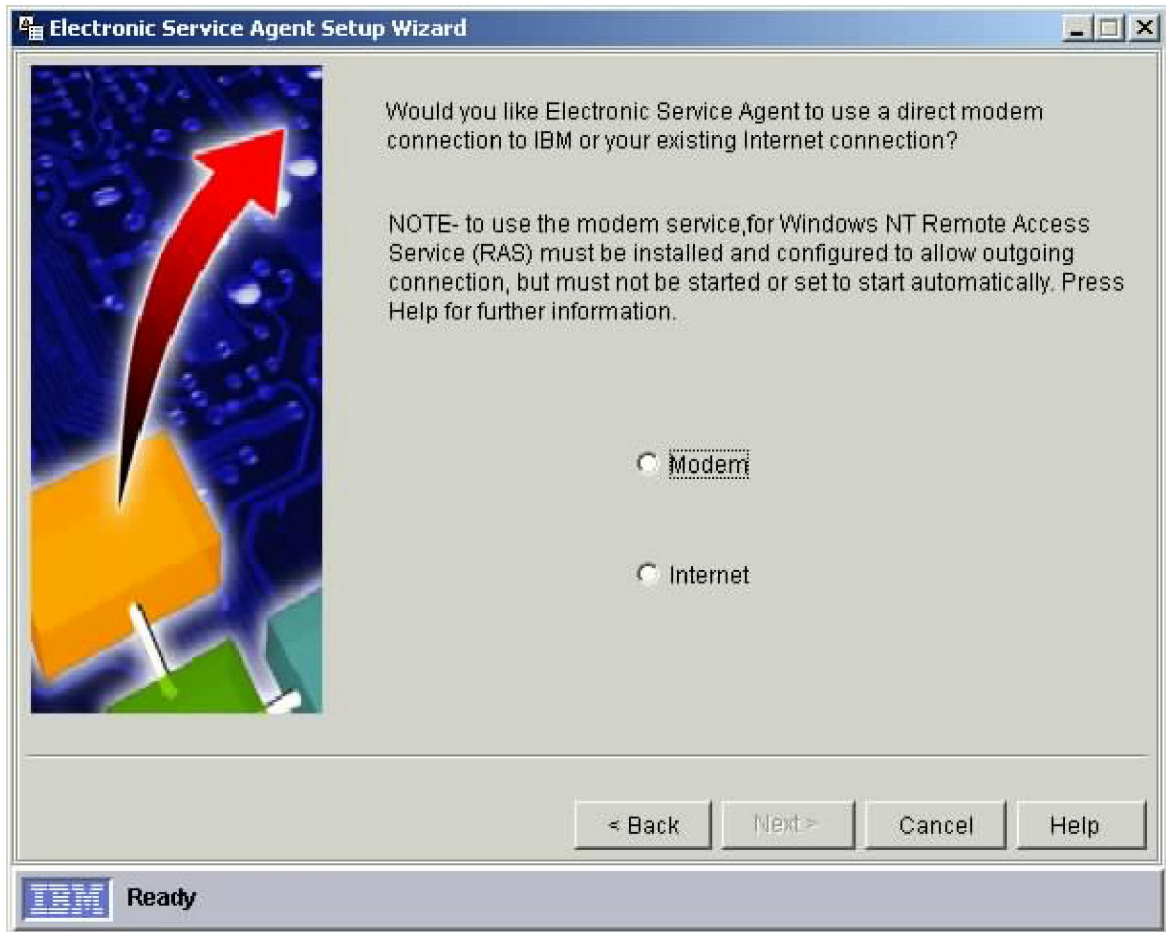 Electronic Service Agent Setup Wizard
Would you like Electronic Service Agent to use a direct modem
connection to IBM or your existing Internet connection?
NOTE- to use the modem service,for Windows NT Remote Access
Service (RAS) must be installed and configured to allow outgoing
connection, but must not be started or set to start automatically. Press
Help for further information.
Modem
Internet
< Back Next > Cancel Help
IBM Ready